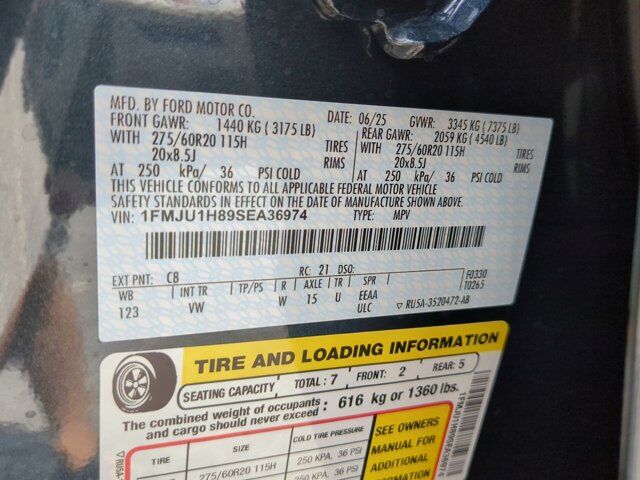 MFD. BY FORD MOTOR CO.
DATE: 06/25 GVWR: 3345 KG ( 7375 LB)
FRONT GAWR: 1440 KG ( 3175 LB) REAR GAWR: 2059 KG ( 4540 LB)
WITH 275/60R20 115H TIRES WITH 275/60R20 115H TIRES
20x8.5J RIMS 20x8.5J RIMS
AT 250 kPa/ 36 PSI COLD AT 250 kPa/ 36 PSI COLD
THIS VEHICLE CONFORMS TO ALL APPLICABLE FEDERAL MOTOR VEHICLE
SAFETY STANDARDS IN EFFECT ON THE DATE OF MANUFACTURE SHOWN ABOVE.
VIN: 1FMJU1H89SEA36974 TYPE: MPV
EXT PNT: C8 RC: 21 DSO: F0330
WB INT TR TP/PS R AXLE TR SPR T0265
123 VW W 15 U EEAA
ULC
▽ RU5A-3520472-AB
TIRE AND LOADING INFORMATION
SEATING CAPACITY TOTAL: 7 FRONT: 2 REAR: 5
The combined weight of occupants
and cargo should never exceed : 616 kg or 1360 lbs.
TIRE SIZE COLD TIRE PRESSURE
275/60R20 115H 250 KPA, 36 PSI
SEE OWNERS
MANUAL FOR
ADDITIONAL
INFORMATION
1FMJU1H89SEA36974